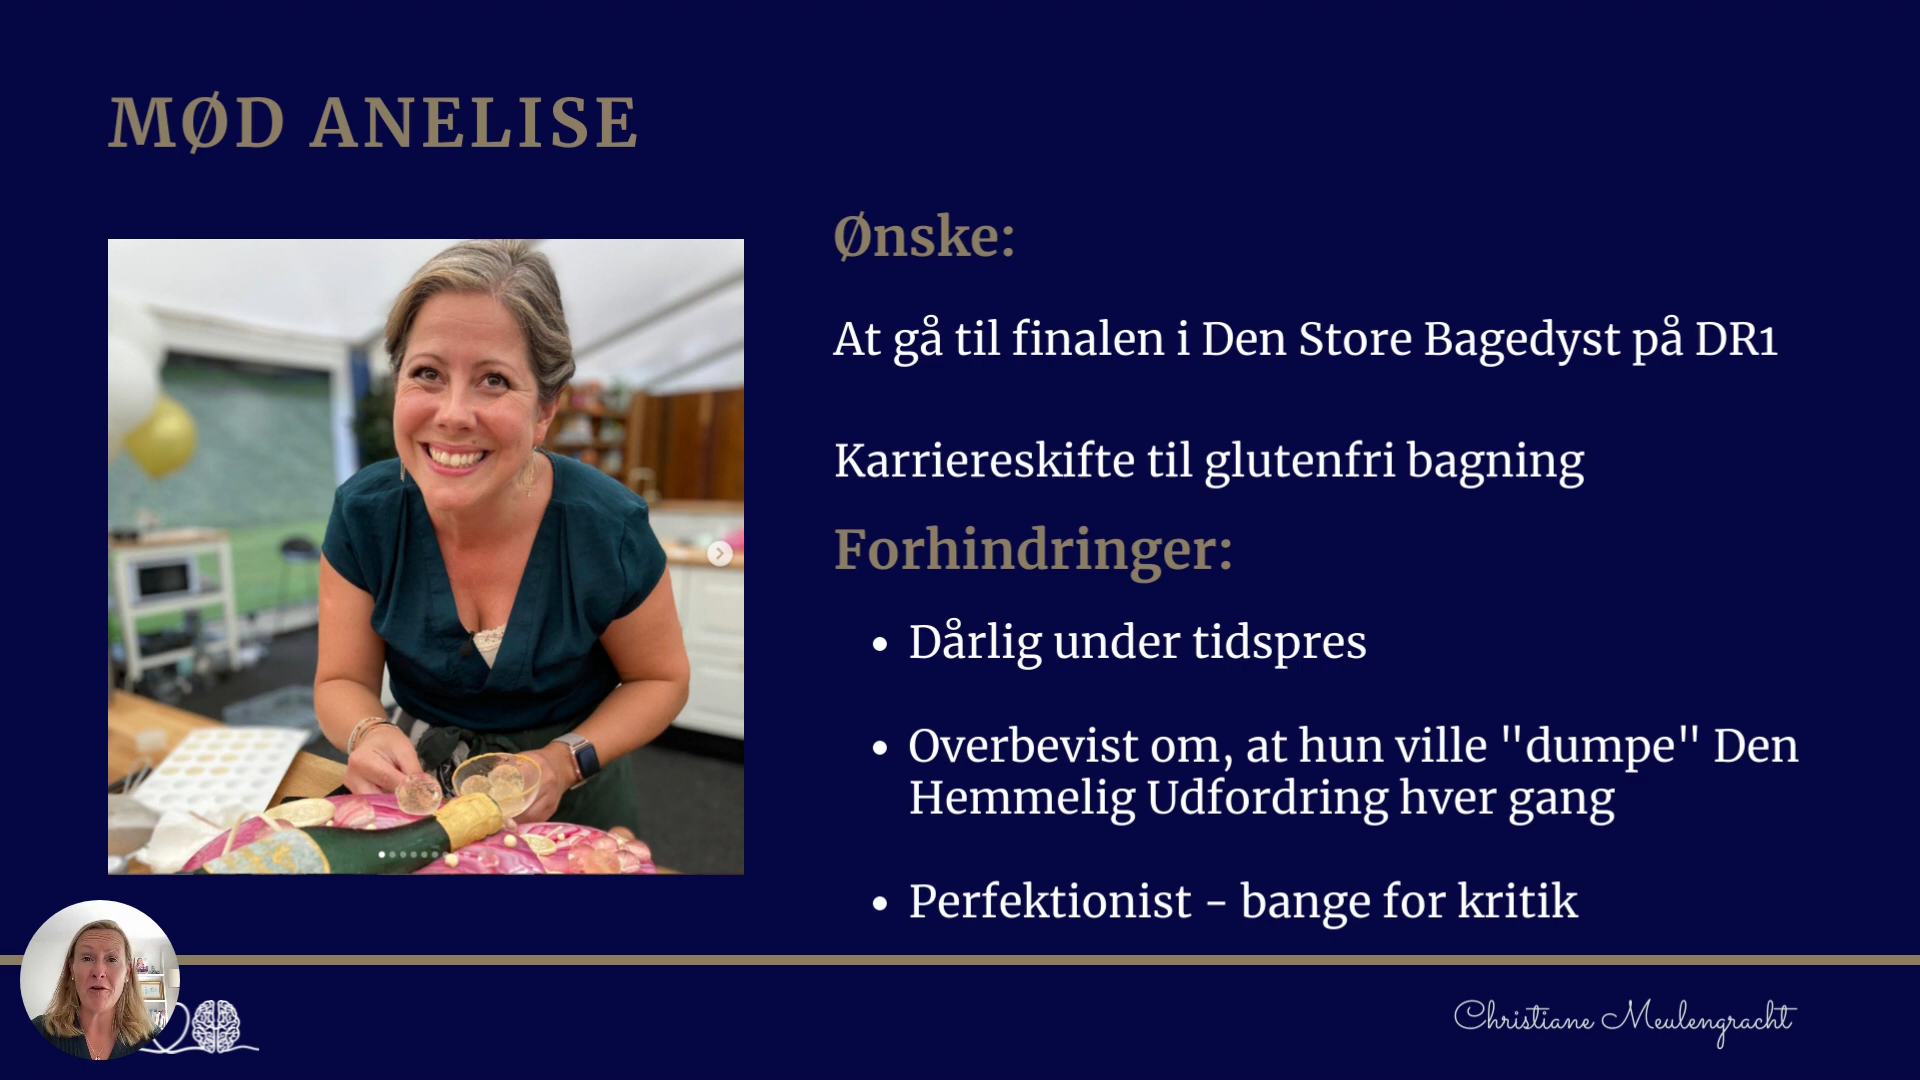 MØD ANELISE
Ønske:
At gå til finalen i Den Store Bagedyst på DR1
Karriereskifte til glutenfri bagning
Forhindringer:
• Dårlig under tidspres
• Overbevist om, at hun ville "dumpe" Den
Hemmelig Udfordring hver gang
• Perfektionist - bange for kritik
Christiane Meulengracht